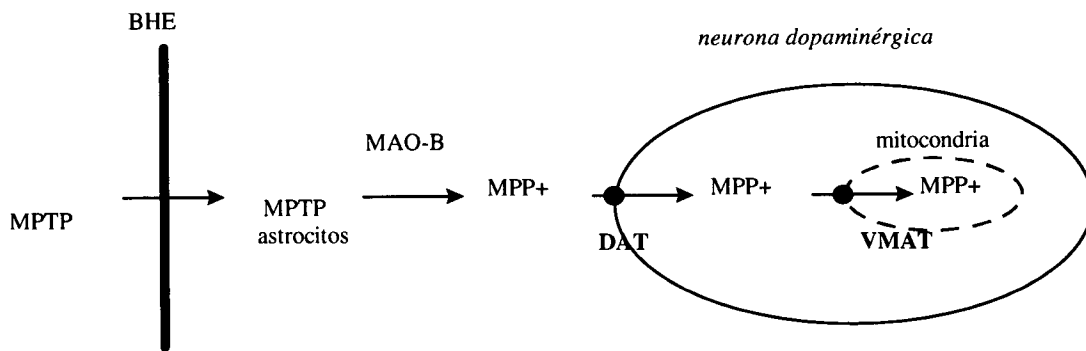 BHE
neurona dopaminérgica
MAO-B
mitocondria
MPTP
MPTP
astrocitos
MPP+
MPP+
MPP+
DAT
VMAT